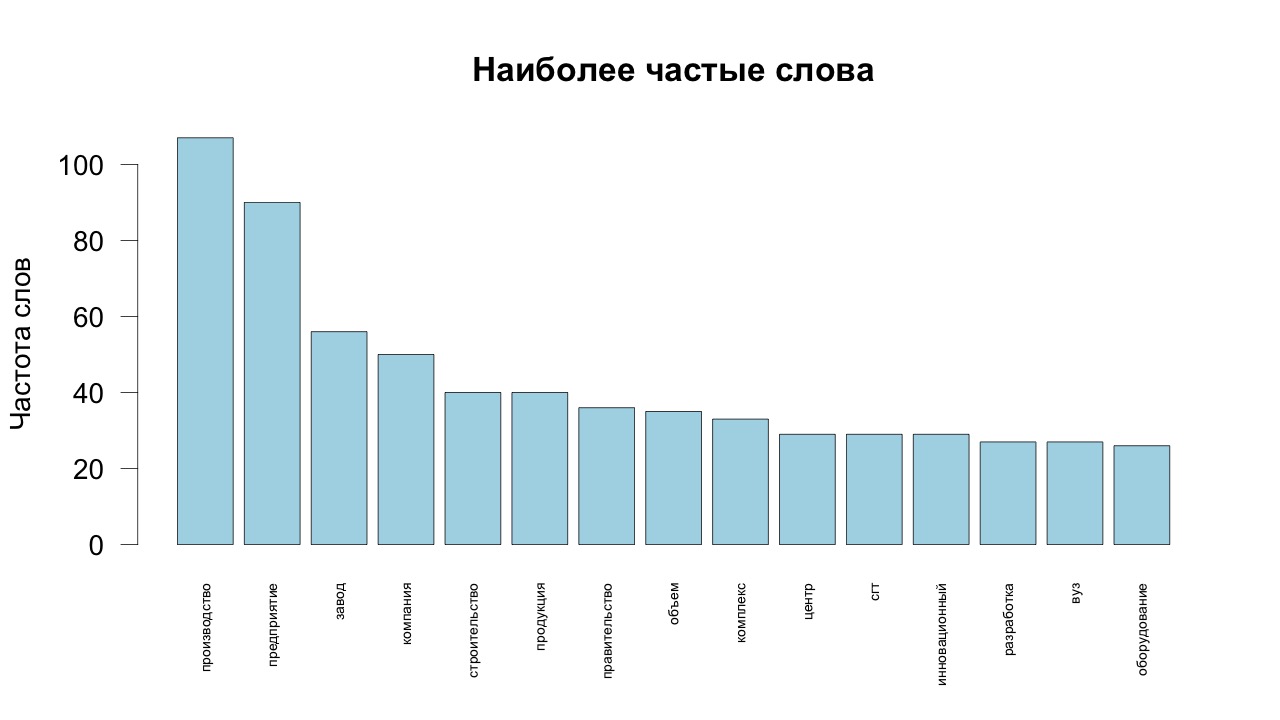 Наиболее частые слова
Частота слов
100
80
60
40
20
0
производство
предприятие
завод
компания
строительство
продукция
правительство
объем
комплекс
центр
сгт
инновационный
разработка
вуз
оборудование